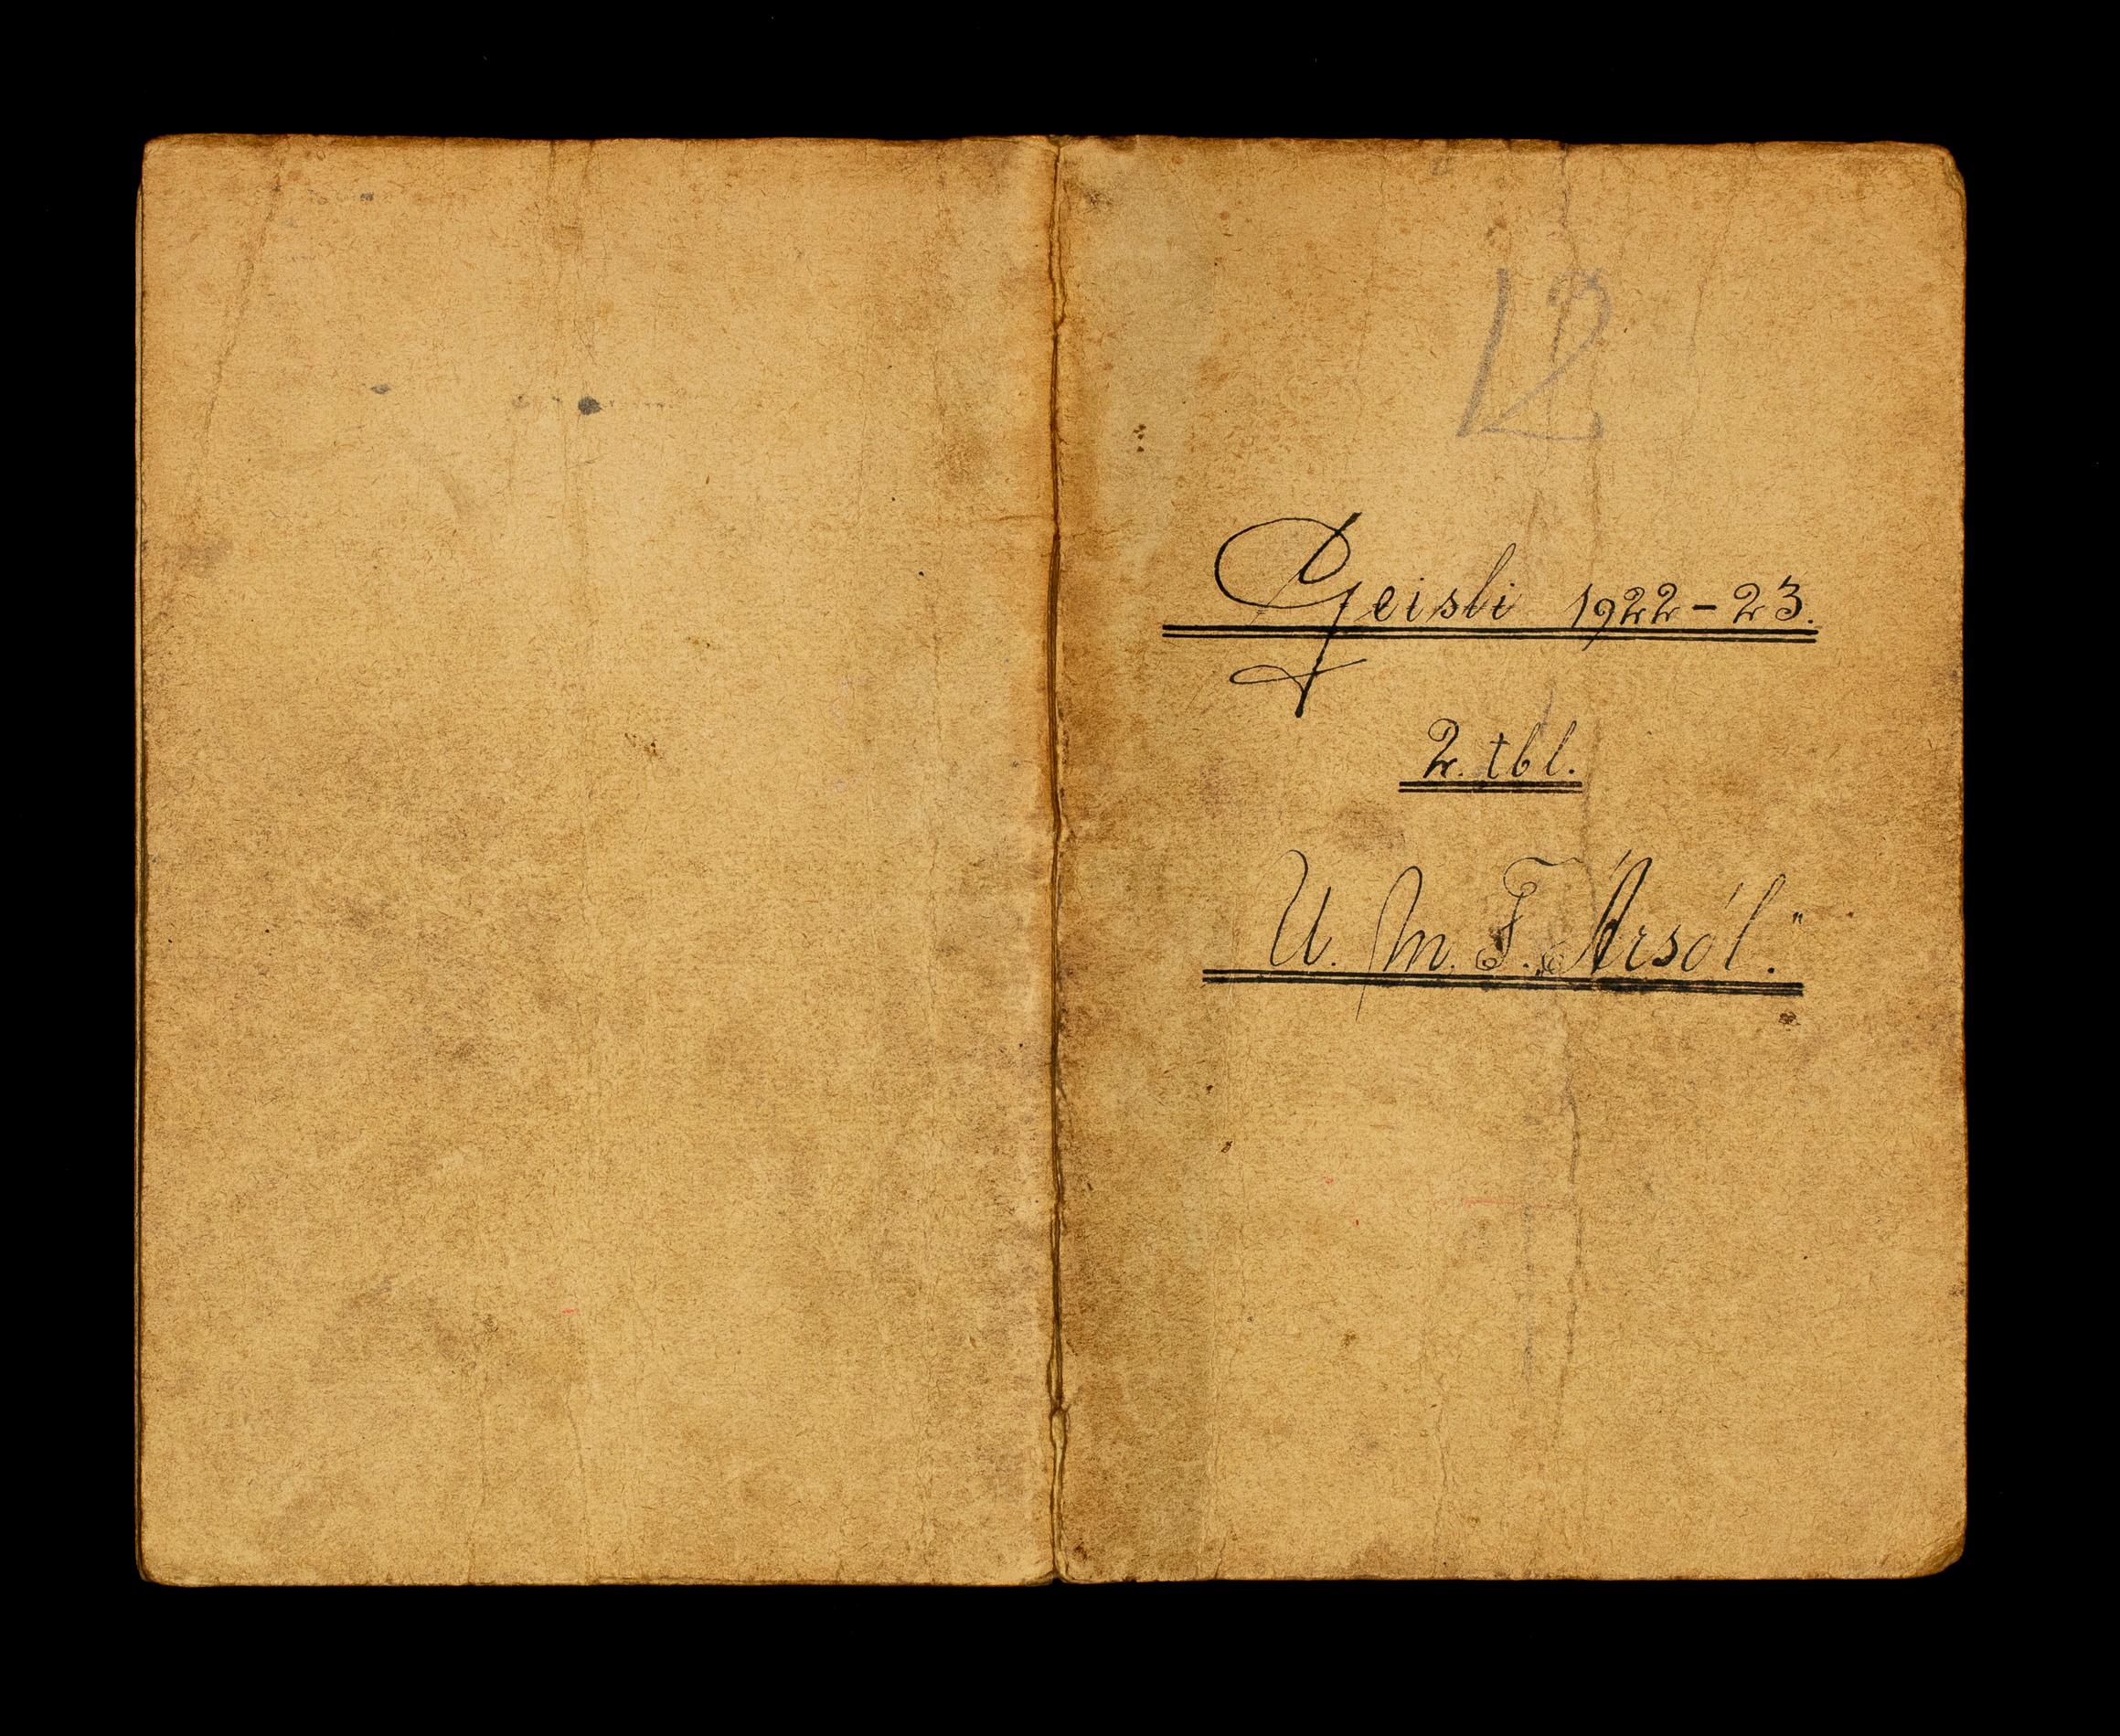 12
Geisli 1922-23.
2. tbl.
U. M. F. „Ársól."